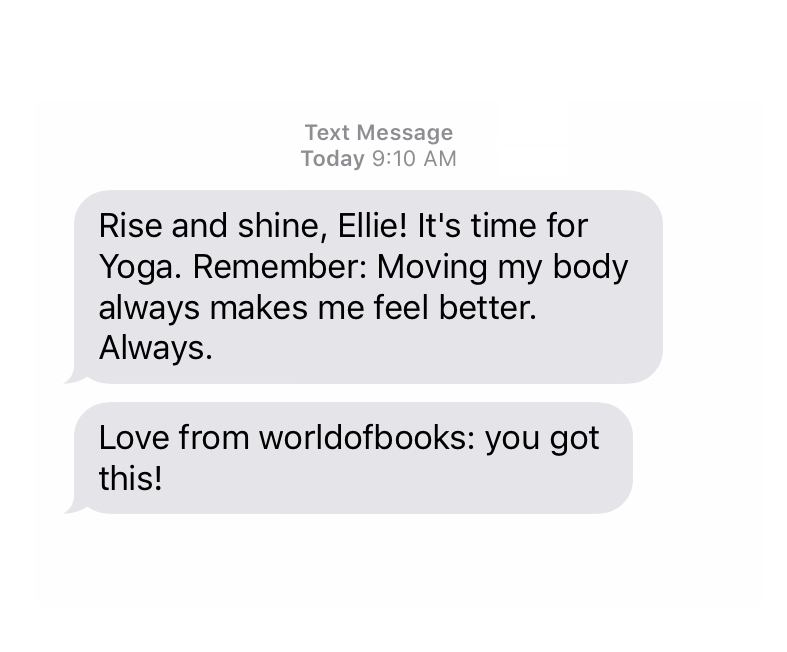 Text Message
Today 9:10 AM
Rise and shine, Ellie! It's time for
Yoga. Remember: Moving my body
always makes me feel better.
Always.
Love from worldofbooks: you got
this!